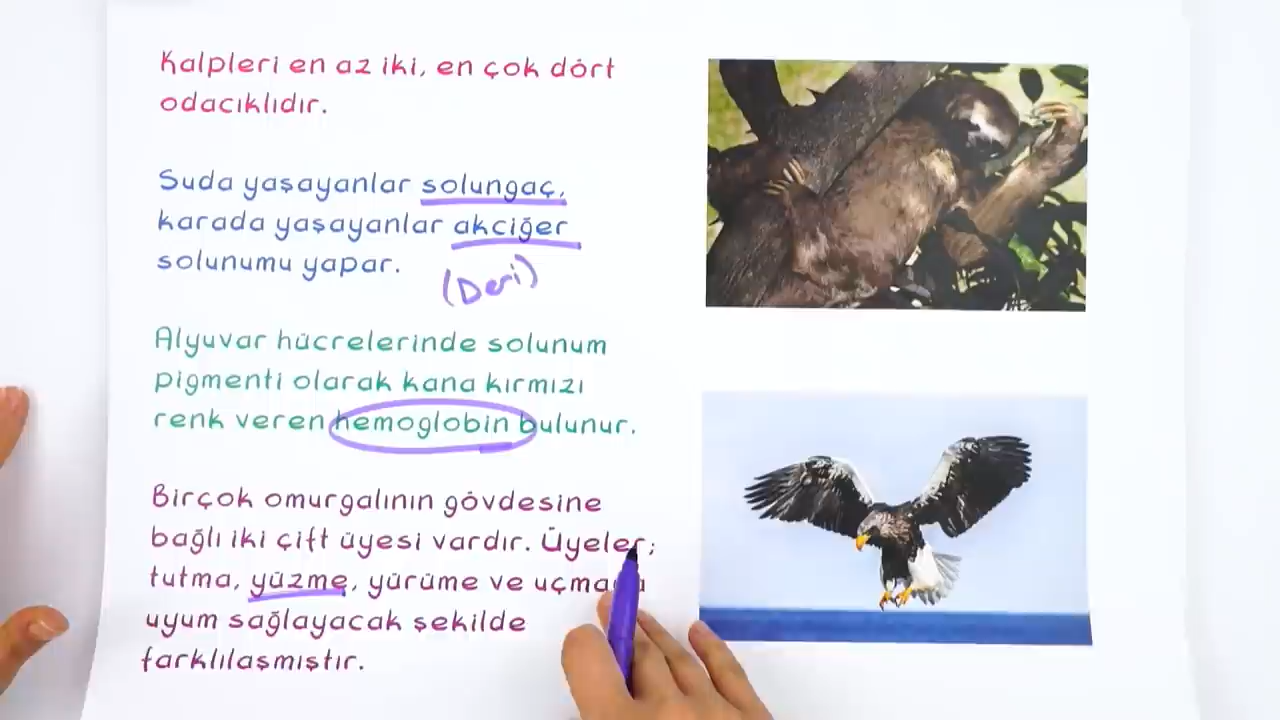 Kalpleri en az iki, en çok dört
odacıklıdır.
Suda yaşayanlar solungaç,
karada yaşayanlar akciğer
solunumu yapar.
(Deri)
Alyuvar hücrelerinde solunum
pigmenti olarak kana kırmızı
renk veren hemoglobin bulunur.
Birçok omurgalının gövdesine
bağlı iki çift üyesi vardır. Üyeler;
tutma, yüzme, yürüme ve
uyum sağlayacak şekilde
farklılaşmıştır.